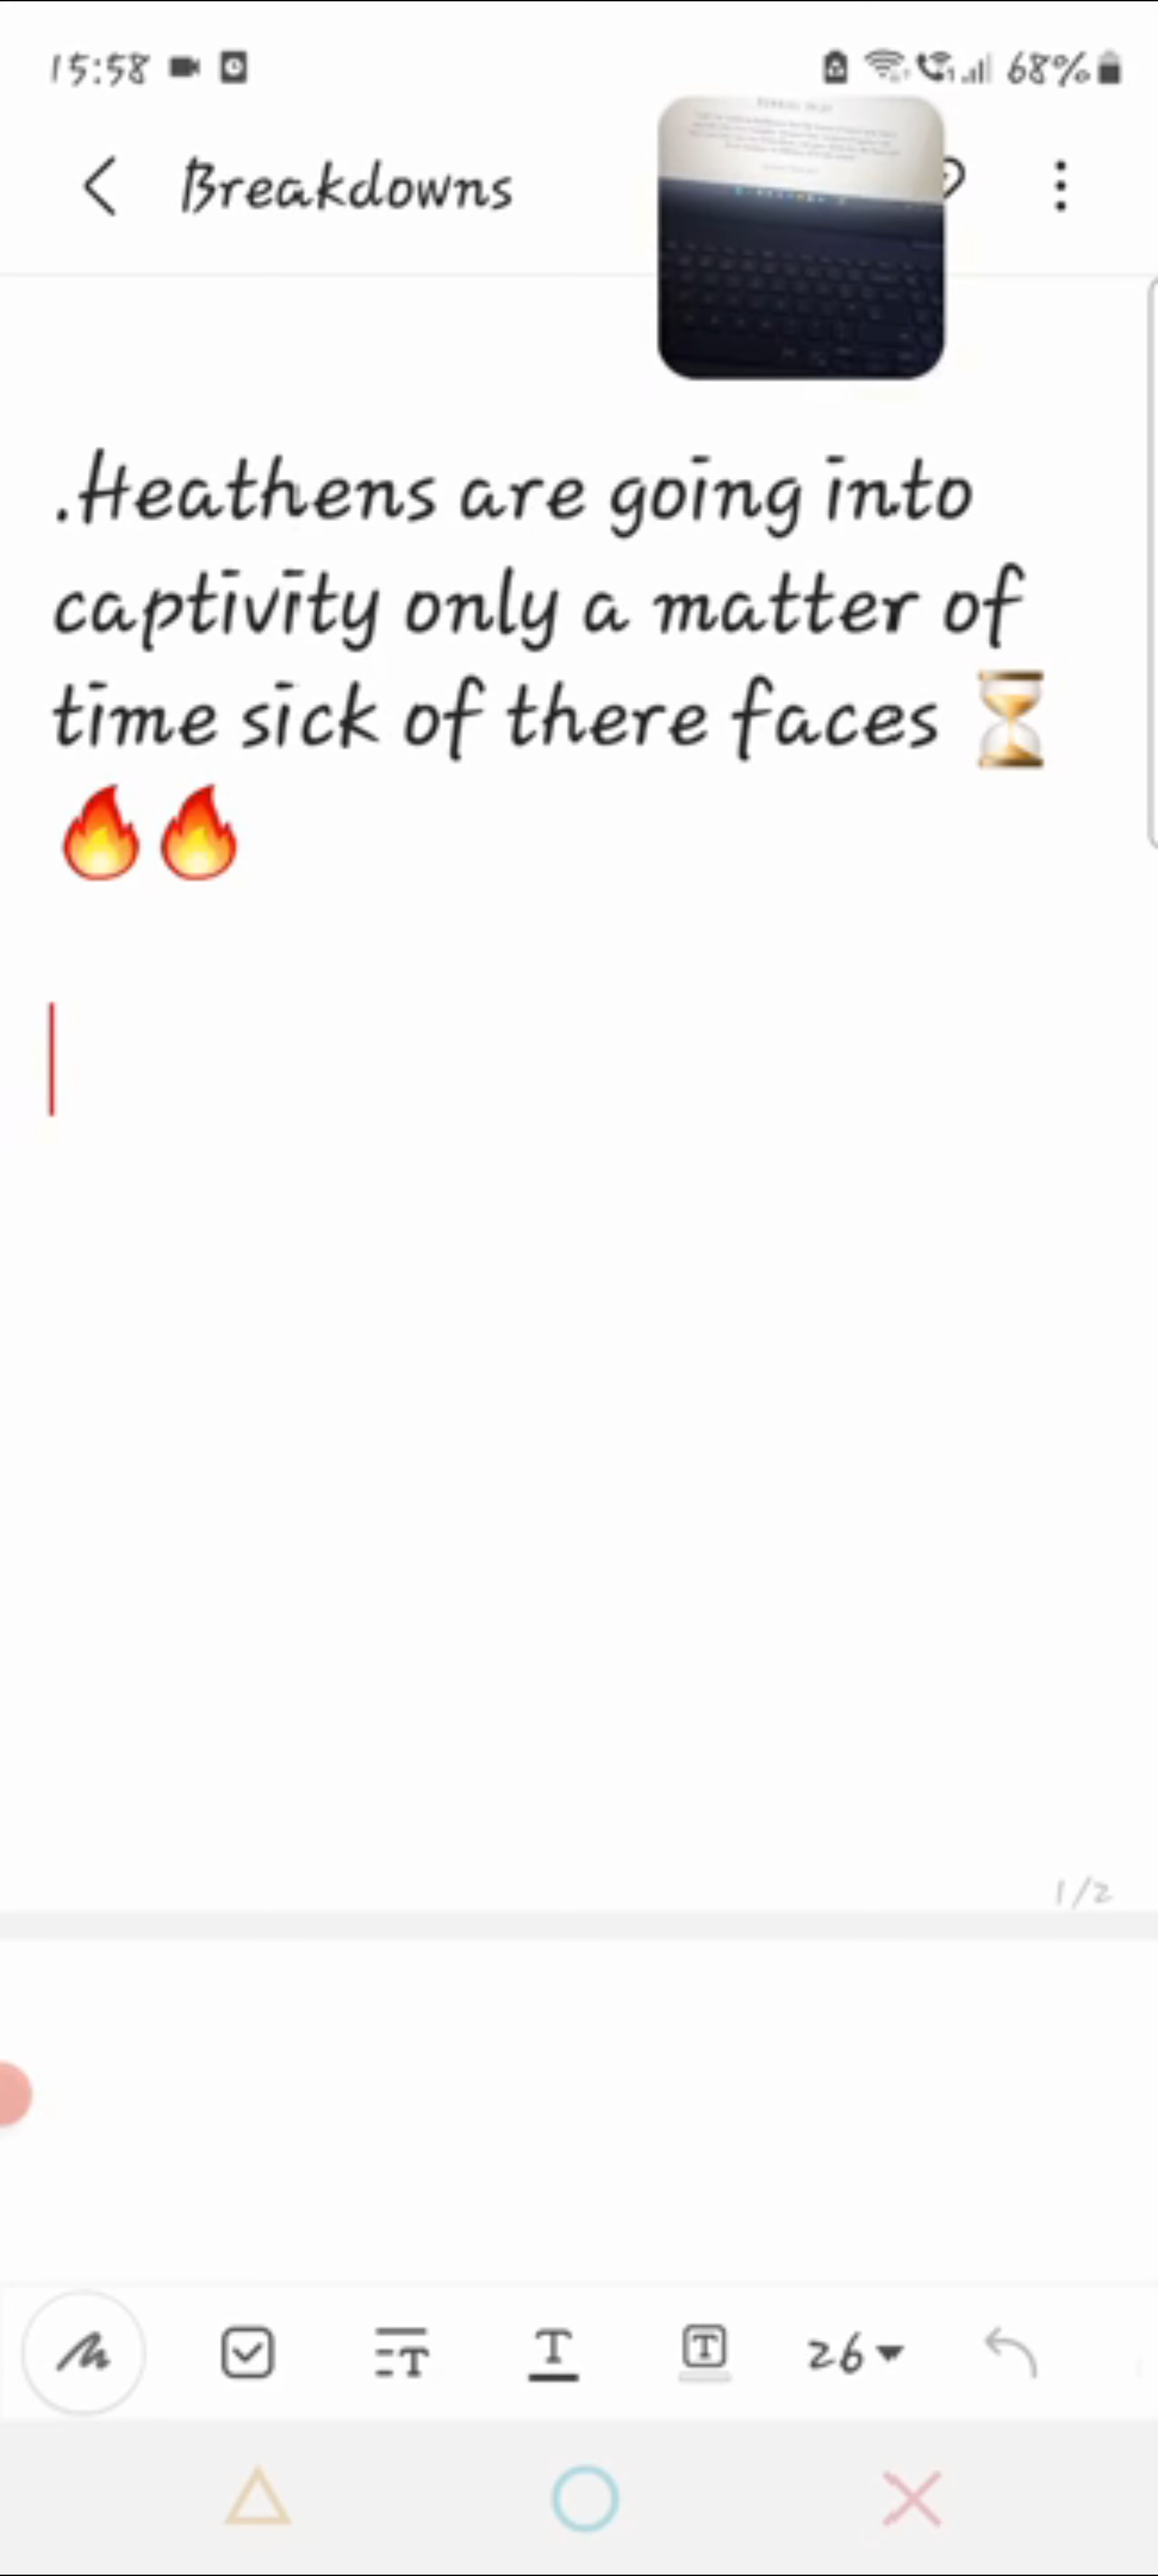 15:58
68%
Breakdowns
.Heathens are going into
captivity only a matter of
time sick of there faces ⏳
🔥🔥
1/2
26